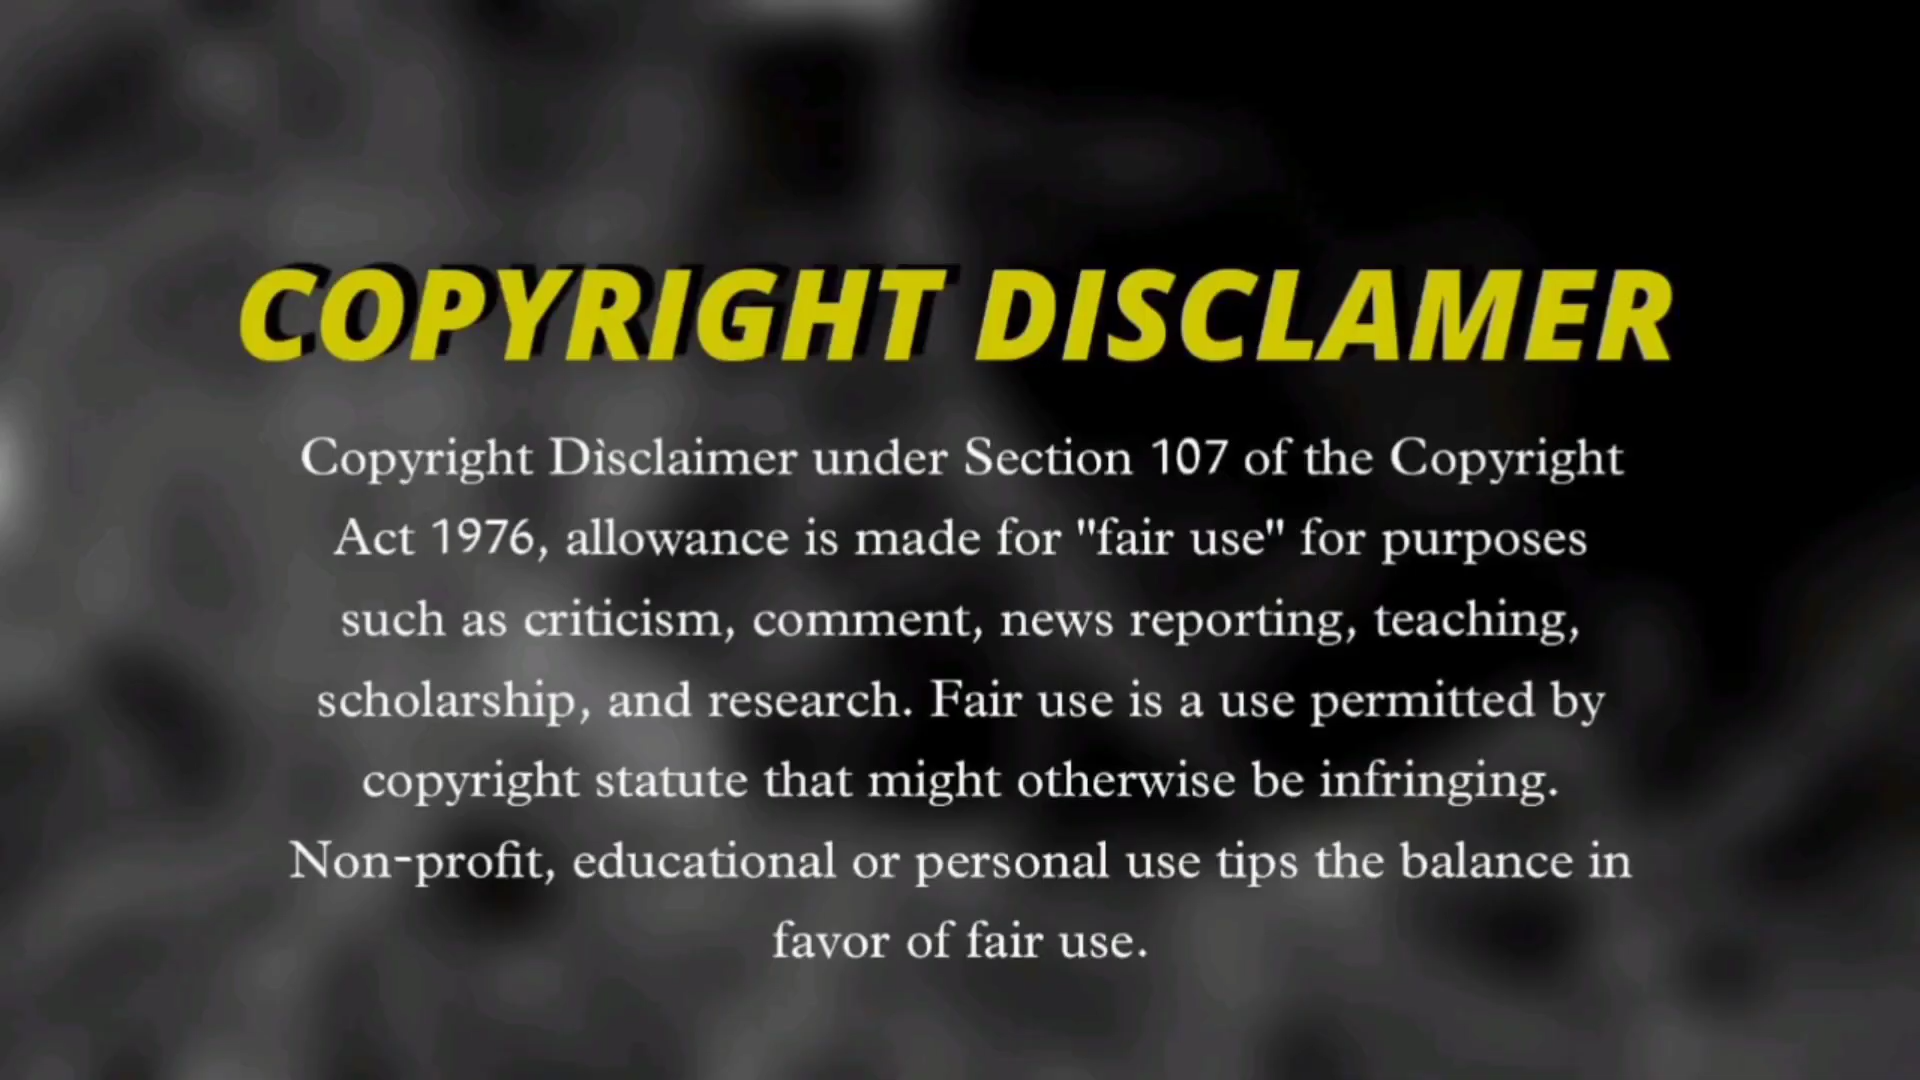 COPYRIGHT DISCLAMER
Copyright Dìsclaimer under Section 107 of the Copyright
Act 1976, allowance is made for "fair use" for purposes
such as criticism, comment, news reporting, teaching,
scholarship, and research. Fair use is a use permitted by
copyright statute that might otherwise be infringing.
Non-profit, educational or personal use tips the balance in
favor of fair use.